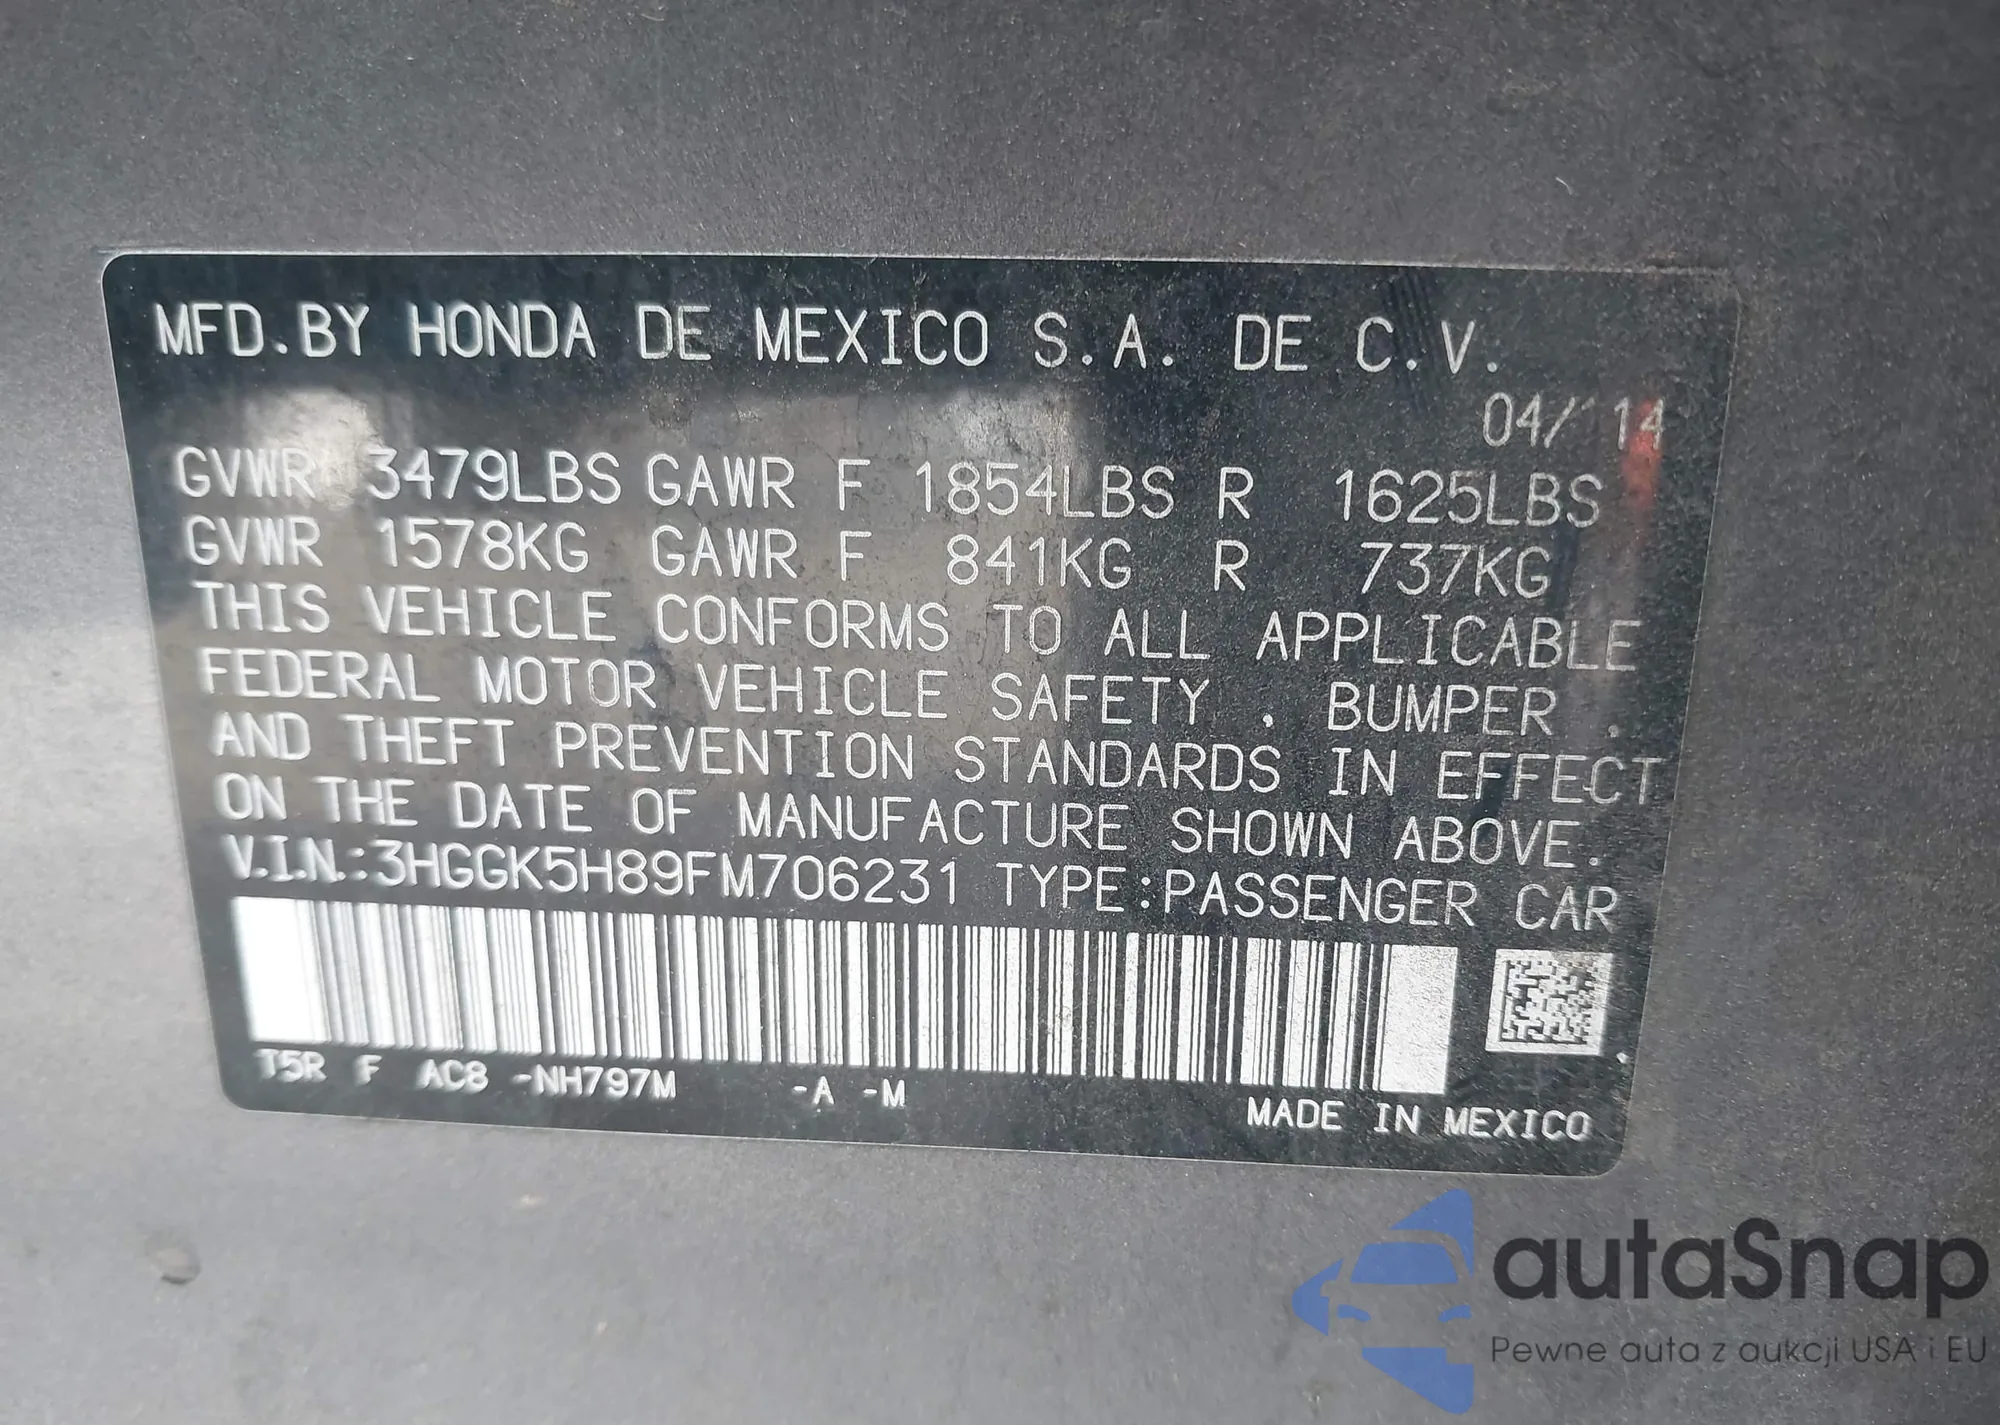 MFD.BY HONDA DE MEXICO S.A. DE C.V.
04/14
GVWR 3479LBS GAWR F 1854LBS R 1625LBS
GVWR 1578KG GAWR F 841KG R 737KG
THIS VEHICLE CONFORMS TO ALL APPLICABLE
FEDERAL MOTOR VEHICLE SAFETY , BUMPER ,
AND THEFT PREVENTION STANDARDS IN EFFECT
ON THE DATE OF MANUFACTURE SHOWN ABOVE.
V.I.N.:3HGGK5H89FM706231 TYPE:PASSENGER CAR
T5R F AC8 -NH797M -A -M
MADE IN MEXICO
autaSnap
Pewne auta z aukcji USA i EU